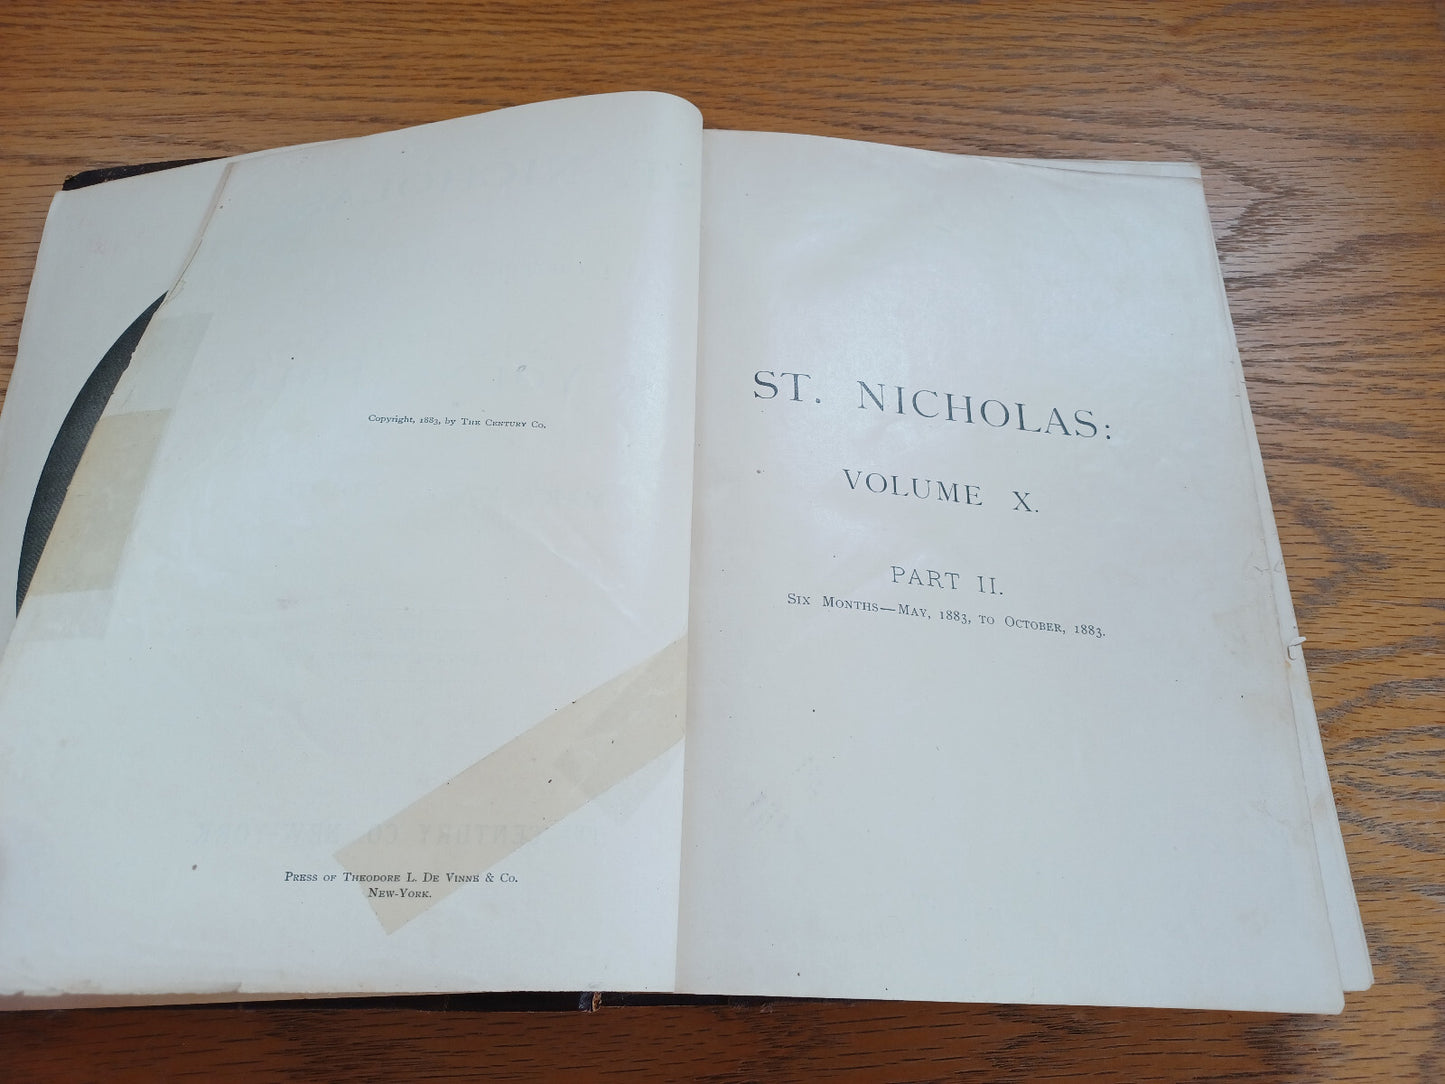 Copyright, 1883, by THE CENTURY CO.
PRESS OF THEODORE L. DE VINNE & CO.
NEW-YORK.
ST. NICHOLAS:
VOLUME X.
PART II.
SIX MONTHS—MAY, 1883, TO OCTOBER, 1883.